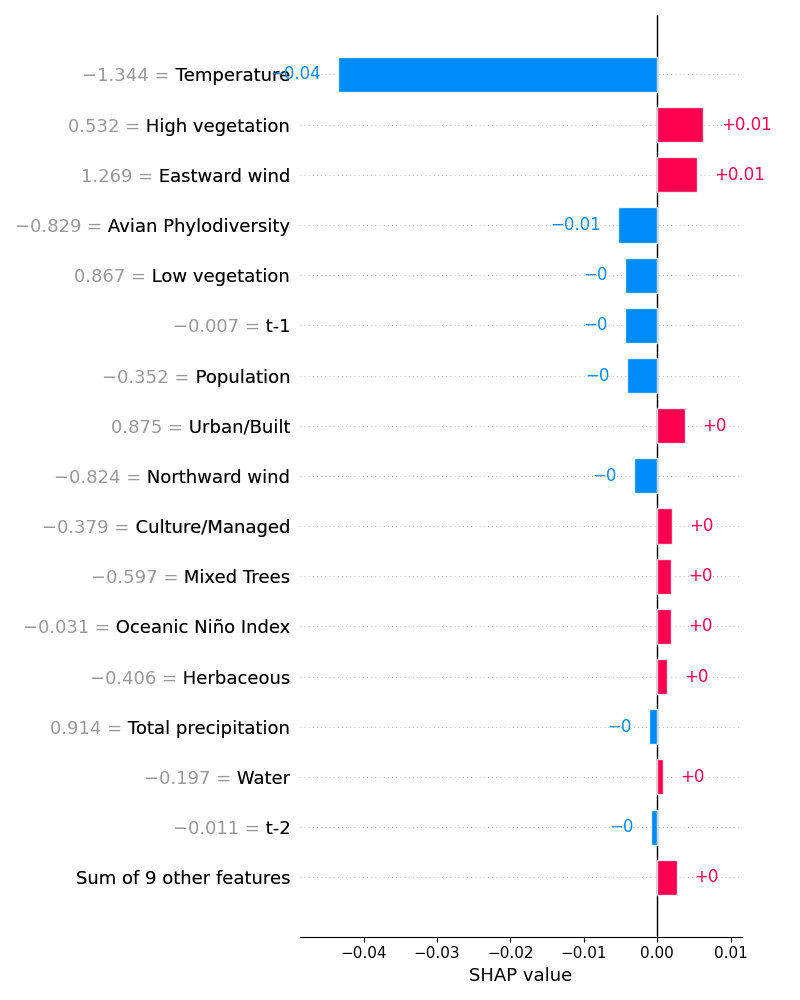 −1.344 = Temperature −0.04
0.532 = High vegetation +0.01
1.269 = Eastward wind +0.01
−0.829 = Avian Phylodiversity −0.01
0.867 = Low vegetation −0
−0.007 = t-1 −0
−0.352 = Population −0
0.875 = Urban/Built +0
−0.824 = Northward wind −0
−0.379 = Culture/Managed +0
−0.597 = Mixed Trees +0
−0.031 = Oceanic Niño Index +0
−0.406 = Herbaceous +0
0.914 = Total precipitation −0
−0.197 = Water +0
−0.011 = t-2 −0
Sum of 9 other features +0
−0.04 −0.03 −0.02 −0.01 0.00 0.01
SHAP value